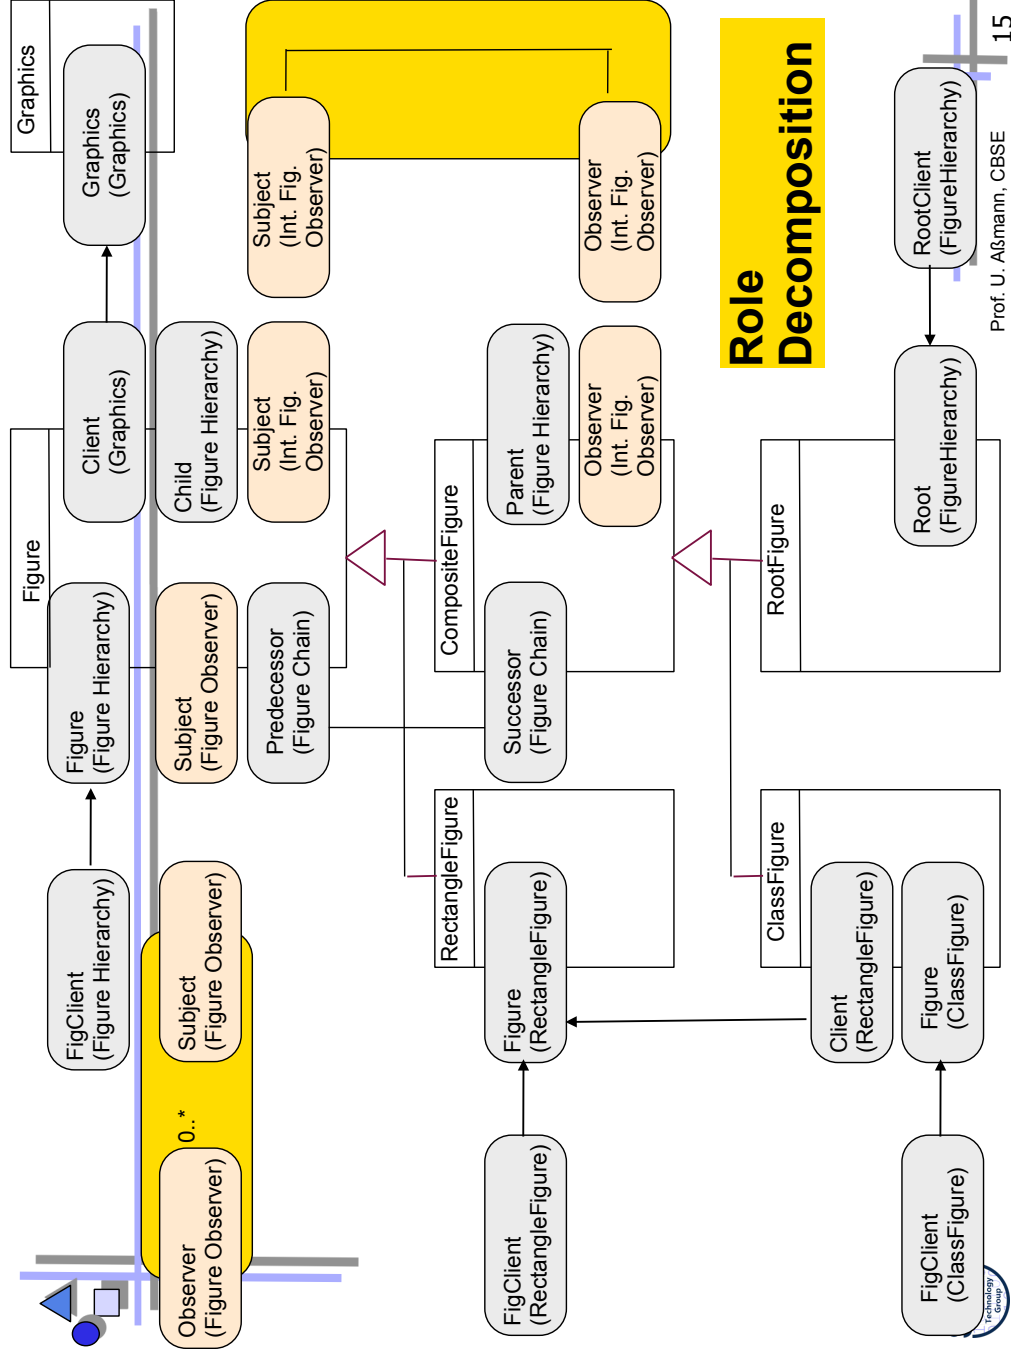 Role
Decomposition
FigClient
(Figure Hierarchy)
Figure
Figure
(Figure Hierarchy)
Client
(Graphics)
Graphics
Graphics
(Graphics)
Observer
(Figure Observer)
0..*
Subject
(Figure Observer)
Subject
(Figure Observer)
Child
(Figure Hierarchy)
Predecessor
(Figure Chain)
Subject
(Int. Fig.
Observer)
Subject
(Int. Fig.
Observer)
RectangleFigure
CompositeFigure
FigClient
(RectangleFigure)
Figure
(RectangleFigure)
Successor
(Figure Chain)
Parent
(Figure Hierarchy)
Observer
(Int. Fig.
Observer)
Observer
(Int. Fig.
Observer)
ClassFigure
RootFigure
Client
(RectangleFigure)
FigClient
(ClassFigure)
Figure
(ClassFigure)
Root
(FigureHierarchy)
RootClient
(FigureHierarchy)
Technology
Group
Prof. U. Aßmann, CBSE
15